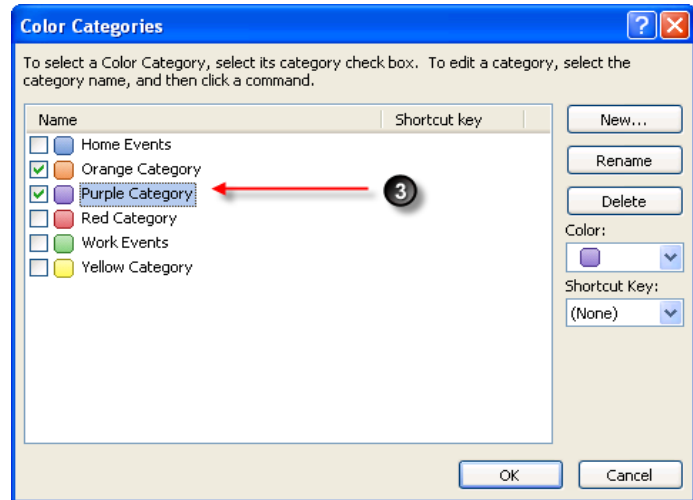 Color Categories
To select a Color Category, select its category check box.  To edit a category, select the
category name, and then click a command.
Name Shortcut key
Home Events
Orange Category
Purple Category
Red Category
Work Events
Yellow Category
3
New...
Rename
Delete
Color:
Shortcut Key:
(None)
OK Cancel